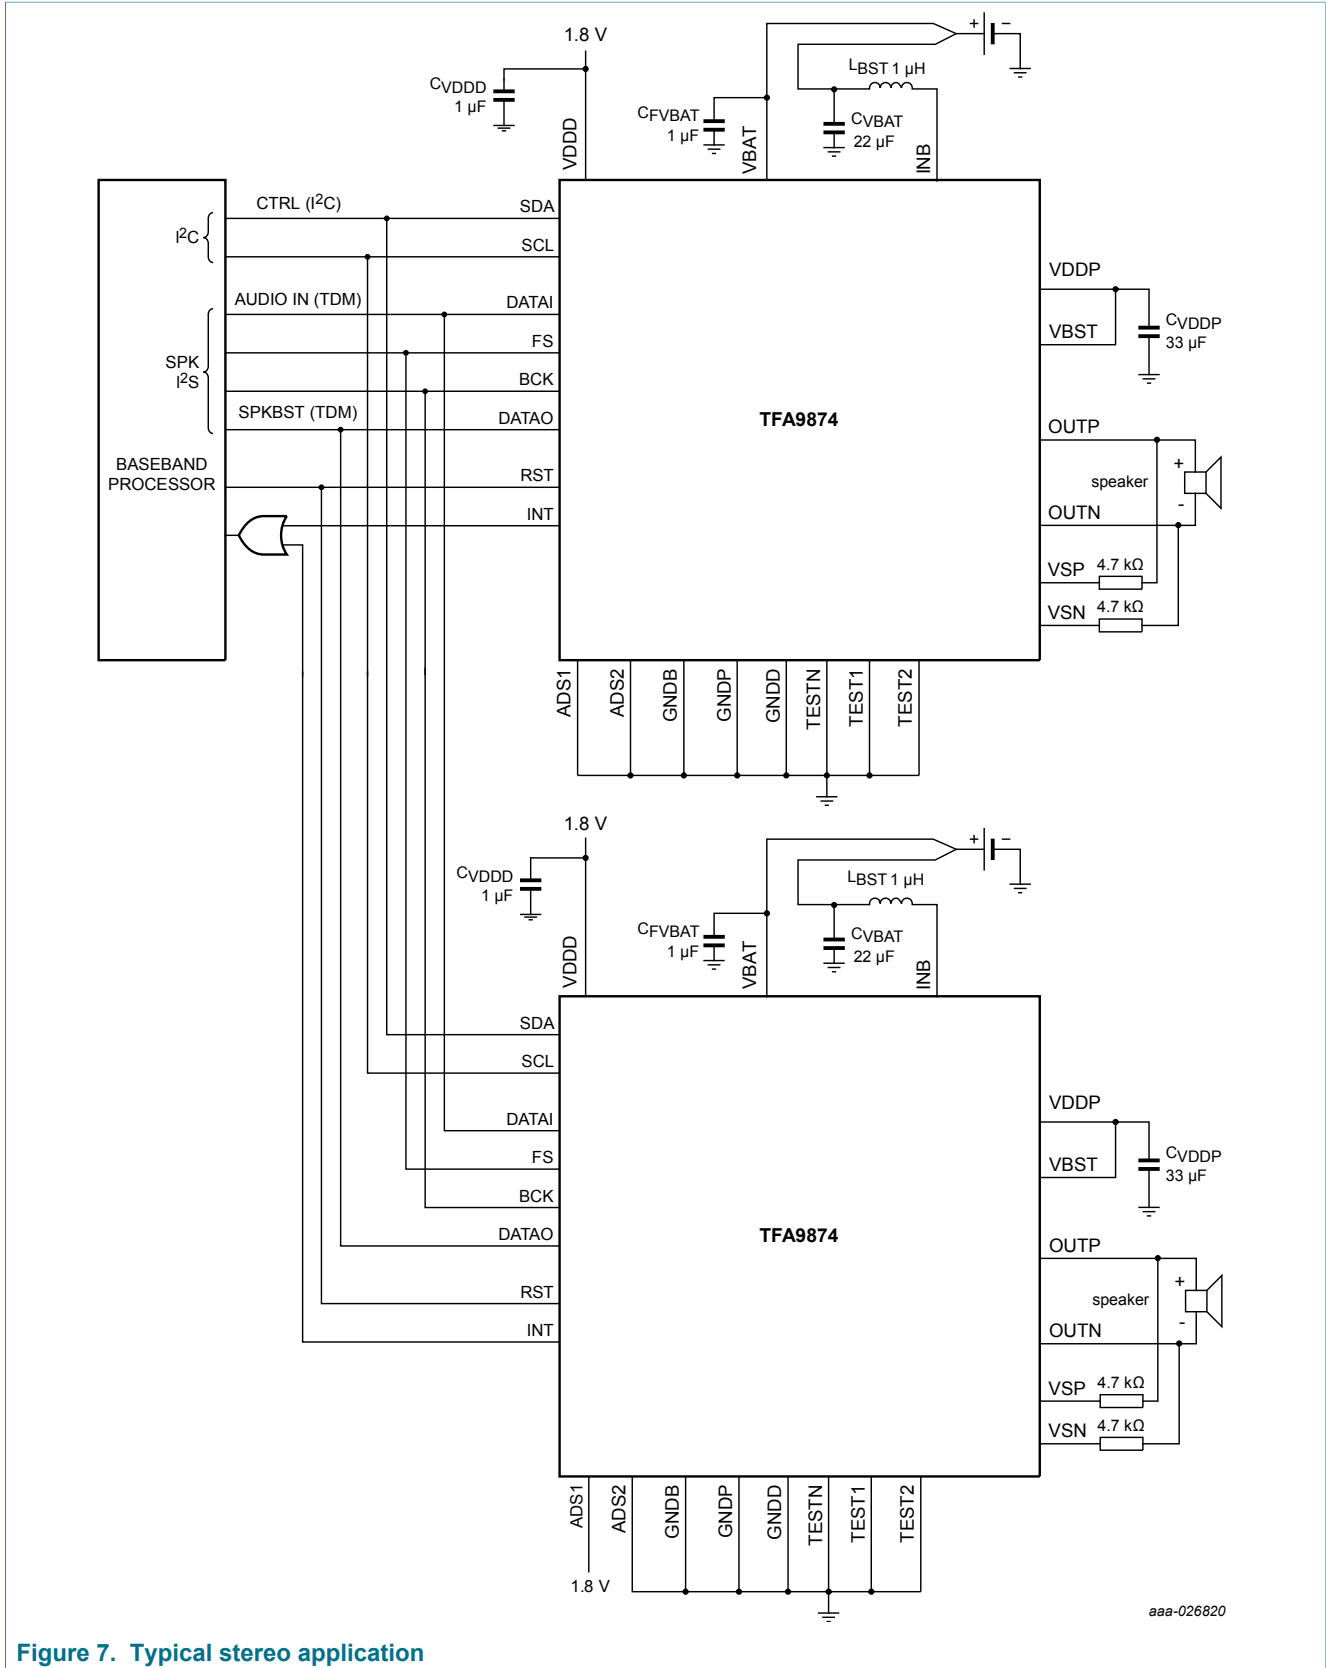 1.8 V
+ −
LBST 1 µH
CVDDD
1 µF
CFVBAT
1 µF
CVBAT
22 µF
VDDD
VBAT
INB
CTRL (I2C)
I2C
SDA
SCL
AUDIO IN (TDM)
DATAI
FS
SPK
I2S
BCK
SPKBST (TDM)
DATAO
BASEBAND
PROCESSOR
RST
INT
TFA9874
VDDP
VBST
CVDDP
33 µF
OUTP
+
speaker
-
OUTN
VSP
4.7 kΩ
VSN
4.7 kΩ
ADS1
ADS2
GNDB
GNDP
GNDD
TESTN
TEST1
TEST2
1.8 V
+ −
LBST 1 µH
CVDDD
1 µF
CFVBAT
1 µF
CVBAT
22 µF
VDDD
VBAT
INB
SDA
SCL
DATAI
FS
BCK
DATAO
RST
INT
TFA9874
VDDP
VBST
CVDDP
33 µF
OUTP
+
speaker
-
OUTN
VSP
4.7 kΩ
VSN
4.7 kΩ
ADS1
ADS2
GNDB
GNDP
GNDD
TESTN
TEST1
TEST2
1.8 V
aaa-026820
Figure 7. Typical stereo application